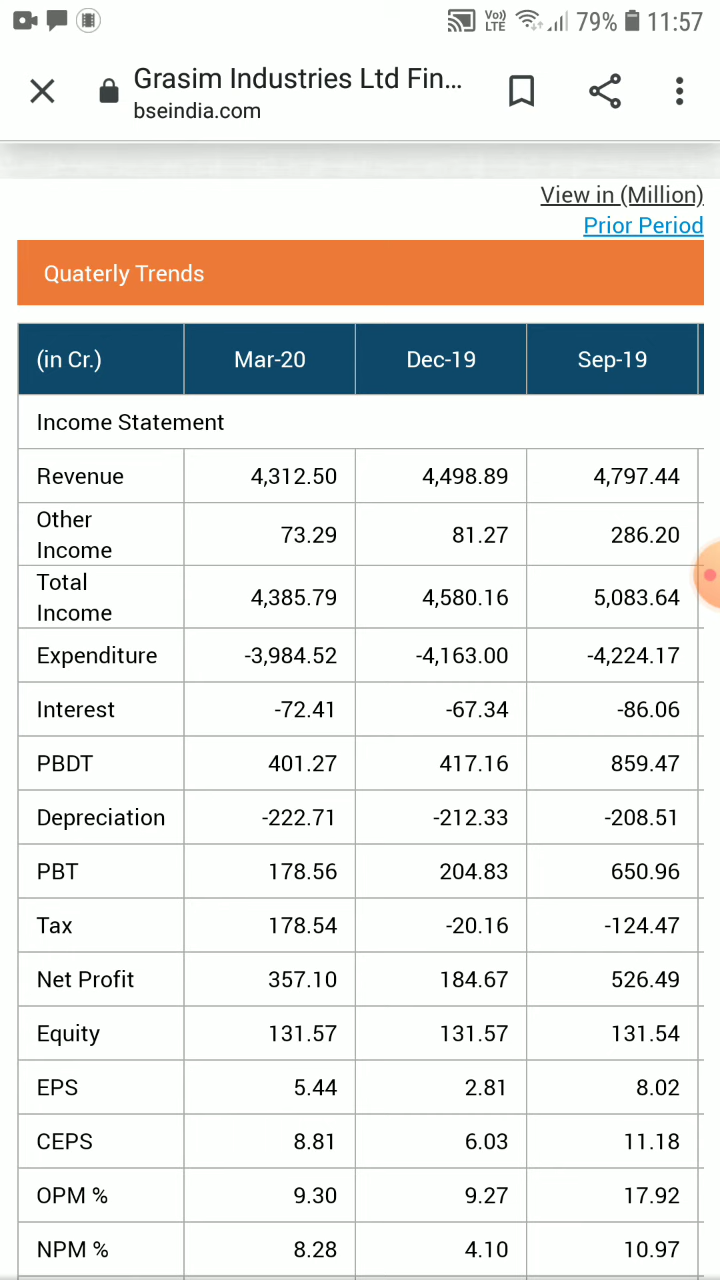 Vo)) LTE 79% 11:57
Grasim Industries Ltd Fin...
bseindia.com
View in (Million)
Prior Period
Quaterly Trends
(in Cr.) Mar-20 Dec-19 Sep-19
Income Statement
Revenue 4,312.50 4,498.89 4,797.44
Other
Income 73.29 81.27 286.20
Total
Income 4,385.79 4,580.16 5,083.64
Expenditure -3,984.52 -4,163.00 -4,224.17
Interest -72.41 -67.34 -86.06
PBDT 401.27 417.16 859.47
Depreciation -222.71 -212.33 -208.51
PBT 178.56 204.83 650.96
Tax 178.54 -20.16 -124.47
Net Profit 357.10 184.67 526.49
Equity 131.57 131.57 131.54
EPS 5.44 2.81 8.02
CEPS 8.81 6.03 11.18
OPM % 9.30 9.27 17.92
NPM % 8.28 4.10 10.97